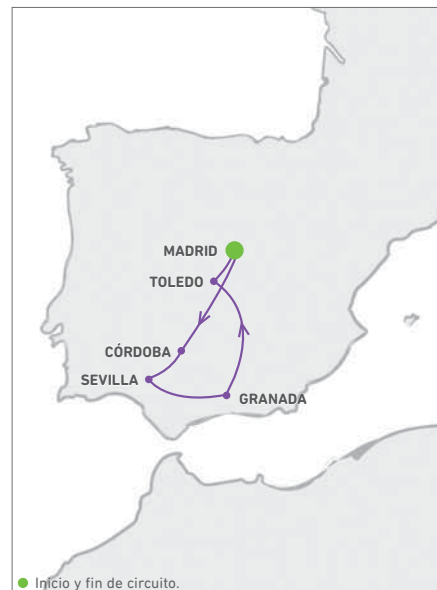 MADRID
TOLEDO
CÓRDOBA
SEVILLA
GRANADA
Inicio y fin de circuito.